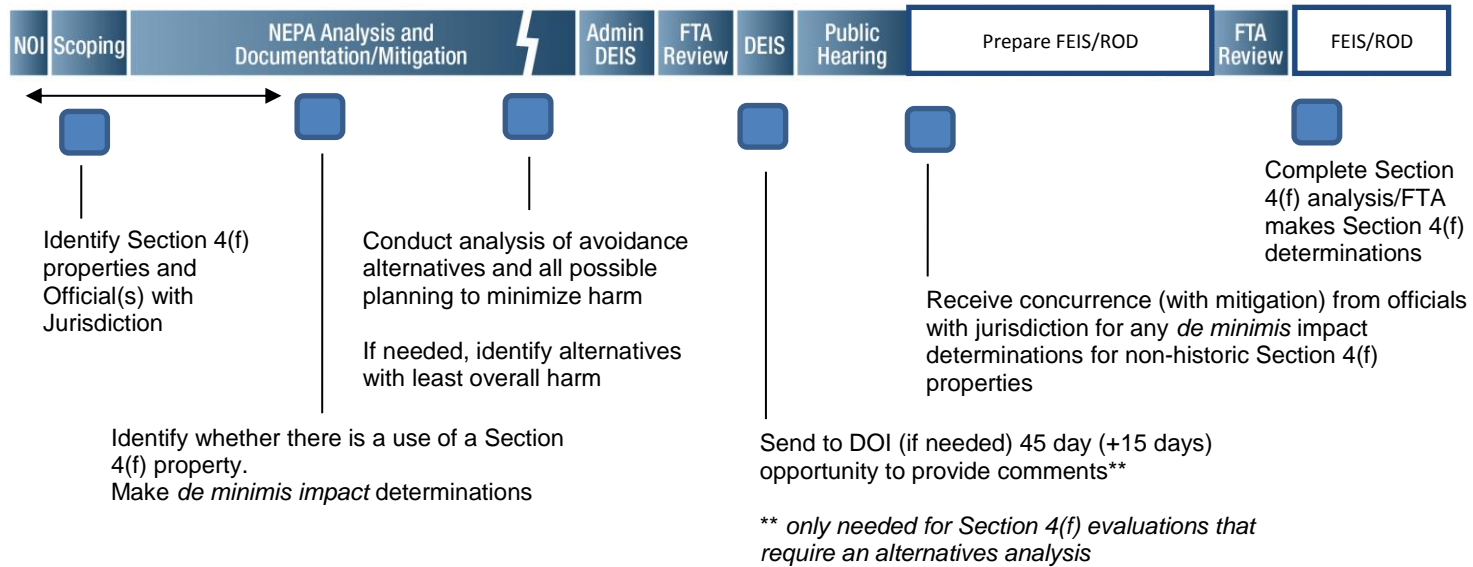 NOI
Scoping
NEPA Analysis and
Documentation/Mitigation
Admin
DEIS
FTA
Review
DEIS
Public
Hearing
Prepare FEIS/ROD
FTA
Review
FEIS/ROD
Identify Section 4(f)
properties and
Official(s) with
Jurisdiction
Identify whether there is a use of a Section
4(f) property.
Make de minimis impact determinations
Conduct analysis of avoidance
alternatives and all possible
planning to minimize harm
If needed, identify alternatives
with least overall harm
Send to DOI (if needed) 45 day (+15 days)
opportunity to provide comments**
** only needed for Section 4(f) evaluations that
require an alternatives analysis
Receive concurrence (with mitigation) from officials
with jurisdiction for any de minimis impact
determinations for non-historic Section 4(f)
properties
Complete Section
4(f) analysis/FTA
makes Section 4(f)
determinations